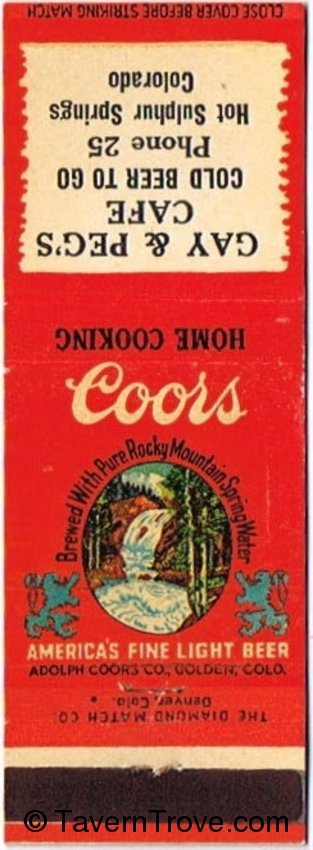 CLOSE COVER BEFORE STRIKING MATCH
GAY & PEG'S
CAFE
COLD BEER TO GO
Phone 25
Hot Sulphur Springs
Colorado
HOME COOKING
Coors
Brewed With Pure Rocky Mountain Spring Water
AMERICA'S FINE LIGHT BEER
ADOLPH COORS CO., GOLDEN, COLO.
THE DIAMOND MATCH CO.
Denver, Colo.
© TavernTrove.com